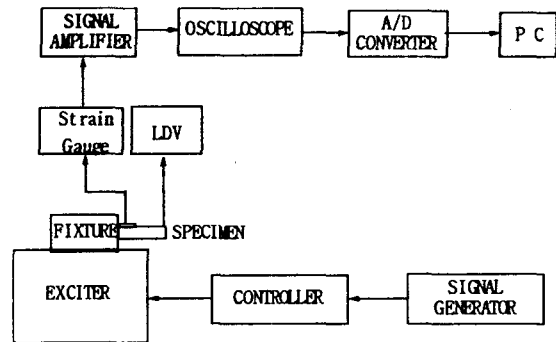 SIGNAL
AMPLIFIER
OSCILLOSCOPE
A/D
CONVERTER
P C
Strain
Gauge
LDV
FIXTURE
SPECIMEN
EXCITER
CONTROLLER
SIGNAL
GENERATOR